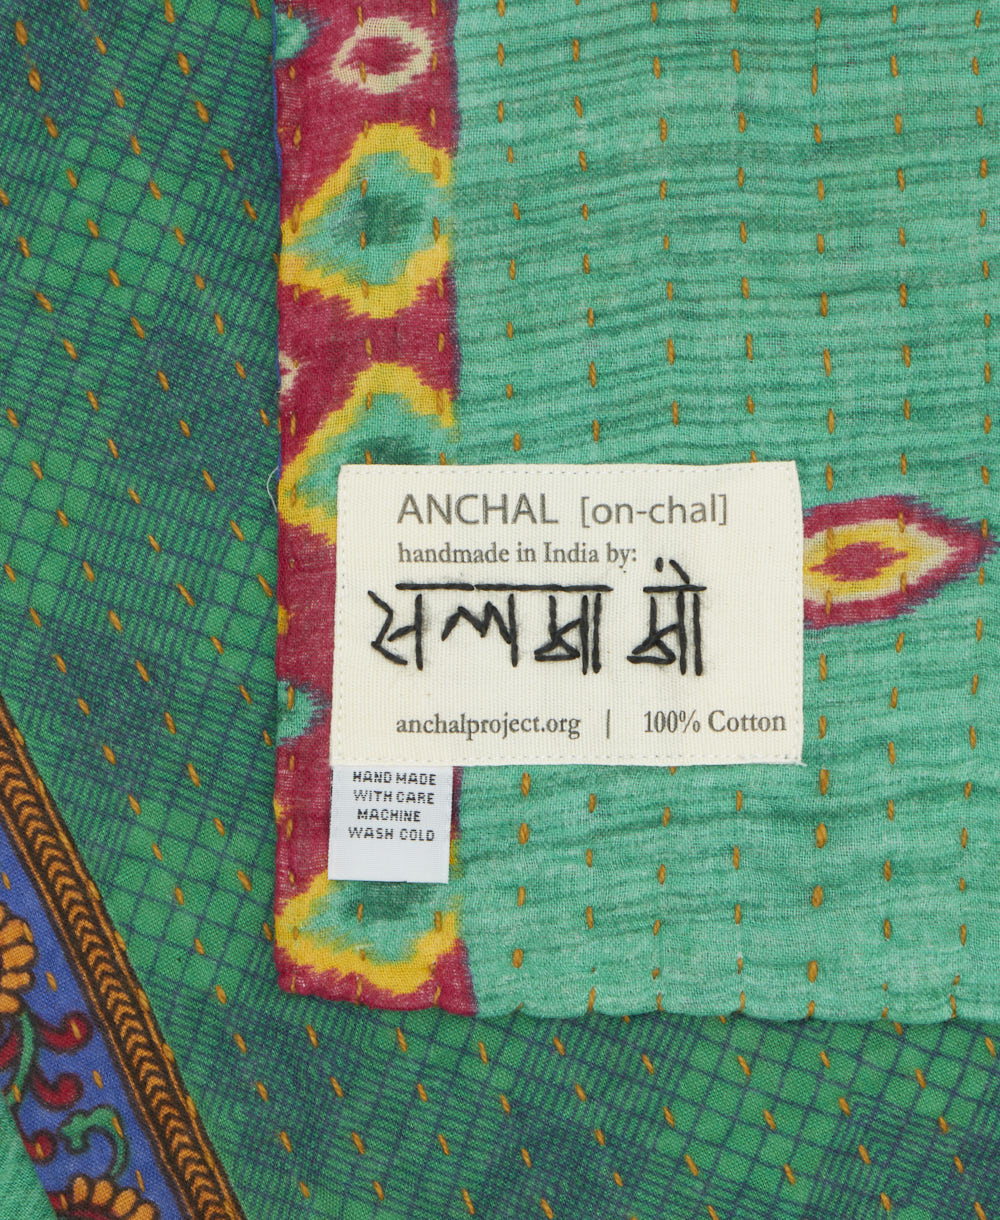 ANCHAL [on-chal]
handmade in India by:
anchalproject.org | 100% Cotton
HAND MADE
WITH CARE
MACHINE
WASH COLD